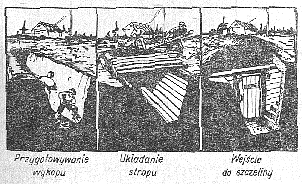 Przygotowywanie
wykopu
Układanie
stropu
Wejście
do szczeliny